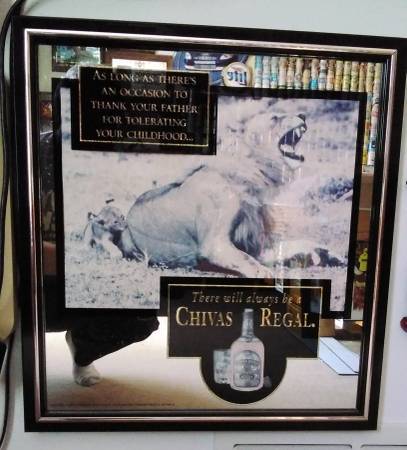 AS LONG AS THERE'S
AN OCCASION TO
THANK YOUR FATHER
FOR TOLERATING
YOUR CHILDHOOD...
There will always be a
CHIVAS REGAL.